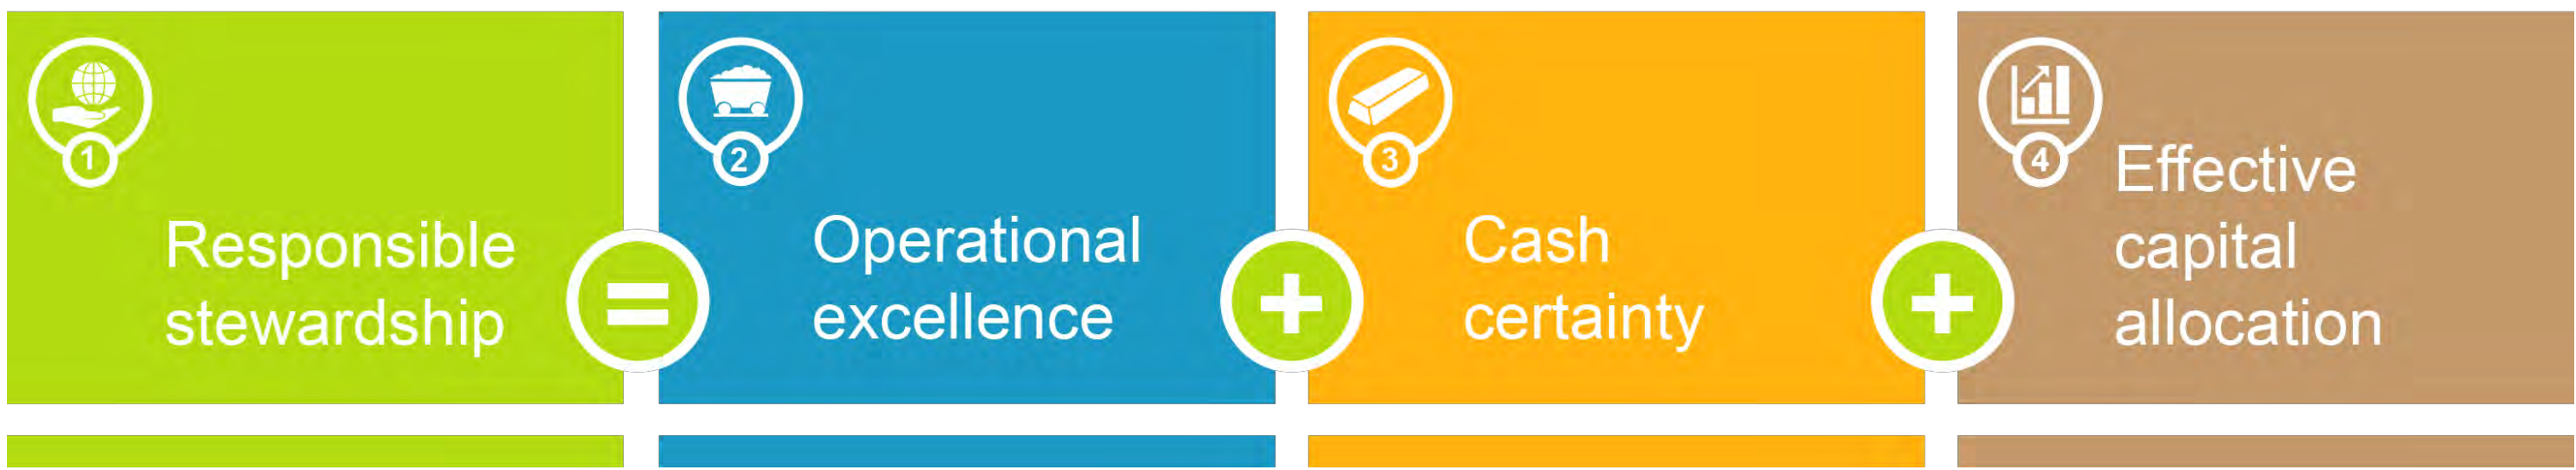 1
Responsible
stewardship
=
2
Operational
excellence
+
3
Cash
certainty
+
4
Effective
capital
allocation